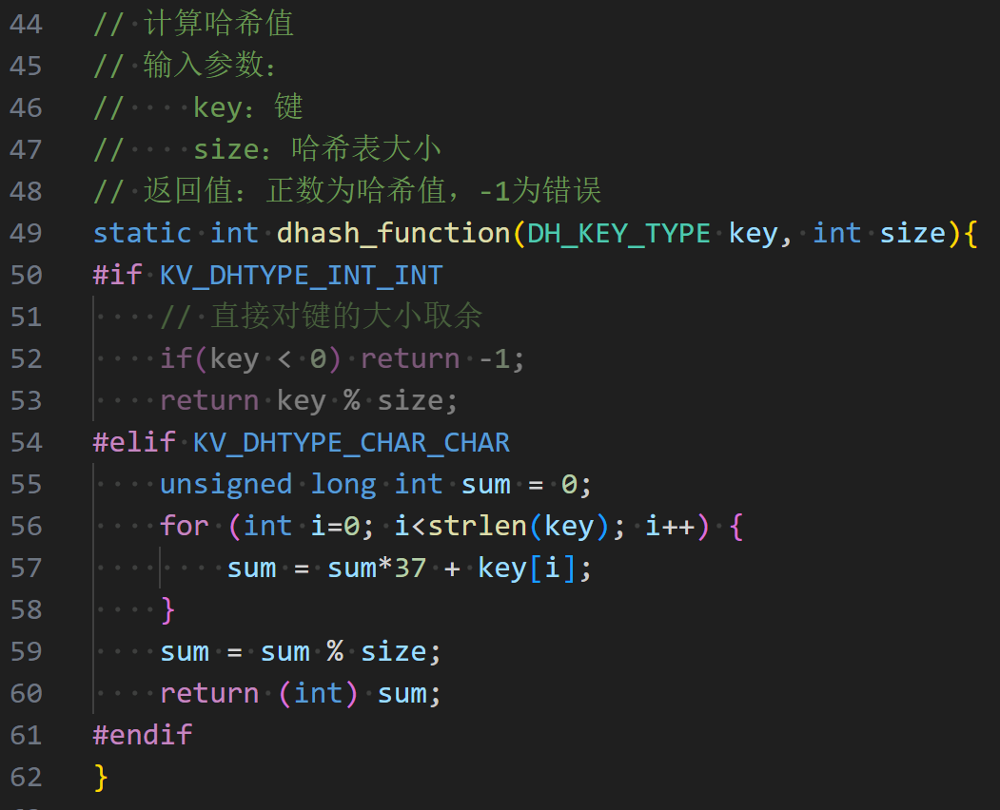 44 // 计算哈希值
45 // 输入参数：
46 //    key：键
47 //    size：哈希表大小
48 // 返回值：正数为哈希值，-1为错误
49 static int dhash_function(DH_KEY_TYPE key, int size){
50 #if KV_DHTYPE_INT_INT
51     // 直接对键的大小取余
52     if(key < 0) return -1;
53     return key % size;
54 #elif KV_DHTYPE_CHAR_CHAR
55     unsigned long int sum = 0;
56     for (int i=0; i<strlen(key); i++) {
57         sum = sum*37 + key[i];
58     }
59     sum = sum % size;
60     return (int) sum;
61 #endif
62 }